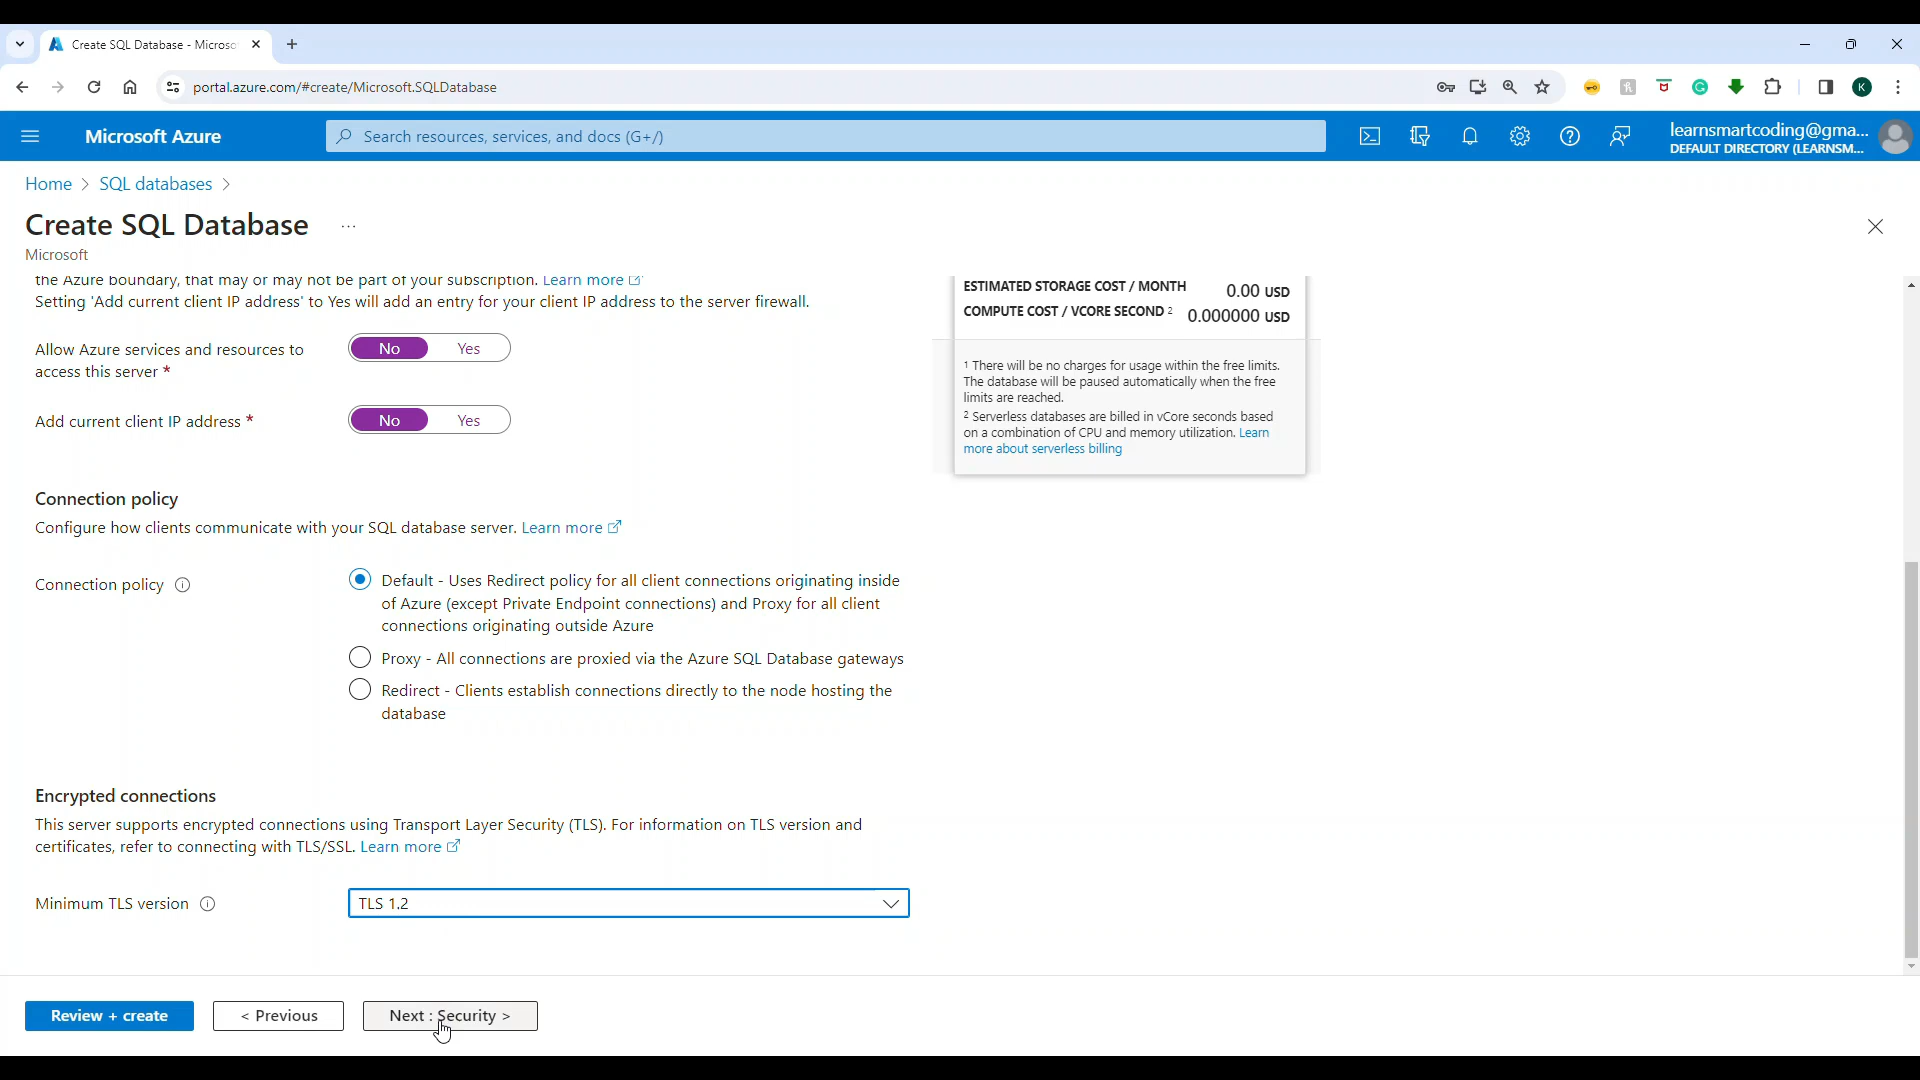 Create SQL Database - Microso
portal.azure.com/#create/Microsoft.SQLDatabase
K
Microsoft Azure
Search resources, services, and docs (G+/)
learnsmartcoding@gma...
DEFAULT DIRECTORY (LEARNSM...
Home > SQL databases >
Create SQL Database ...
Microsoft
the Azure boundary, that may or may not be part of your subscription. Learn more
Setting 'Add current client IP address' to Yes will add an entry for your client IP address to the server firewall.
Allow Azure services and resources to
access this server *
No Yes
Add current client IP address *
No Yes
Connection policy
Configure how clients communicate with your SQL database server. Learn more
Connection policy
Default - Uses Redirect policy for all client connections originating inside
of Azure (except Private Endpoint connections) and Proxy for all client
connections originating outside Azure
Proxy - All connections are proxied via the Azure SQL Database gateways
Redirect - Clients establish connections directly to the node hosting the
database
Encrypted connections
This server supports encrypted connections using Transport Layer Security (TLS). For information on TLS version and
certificates, refer to connecting with TLS/SSL. Learn more
Minimum TLS version
TLS 1.2
ESTIMATED STORAGE COST / MONTH 0.00 USD
COMPUTE COST / VCORE SECOND 2 0.000000 USD
1 There will be no charges for usage within the free limits.
The database will be paused automatically when the free
limits are reached.
2 Serverless databases are billed in vCore seconds based
on a combination of CPU and memory utilization. Learn
more about serverless billing
Review + create
< Previous
Next : Security >